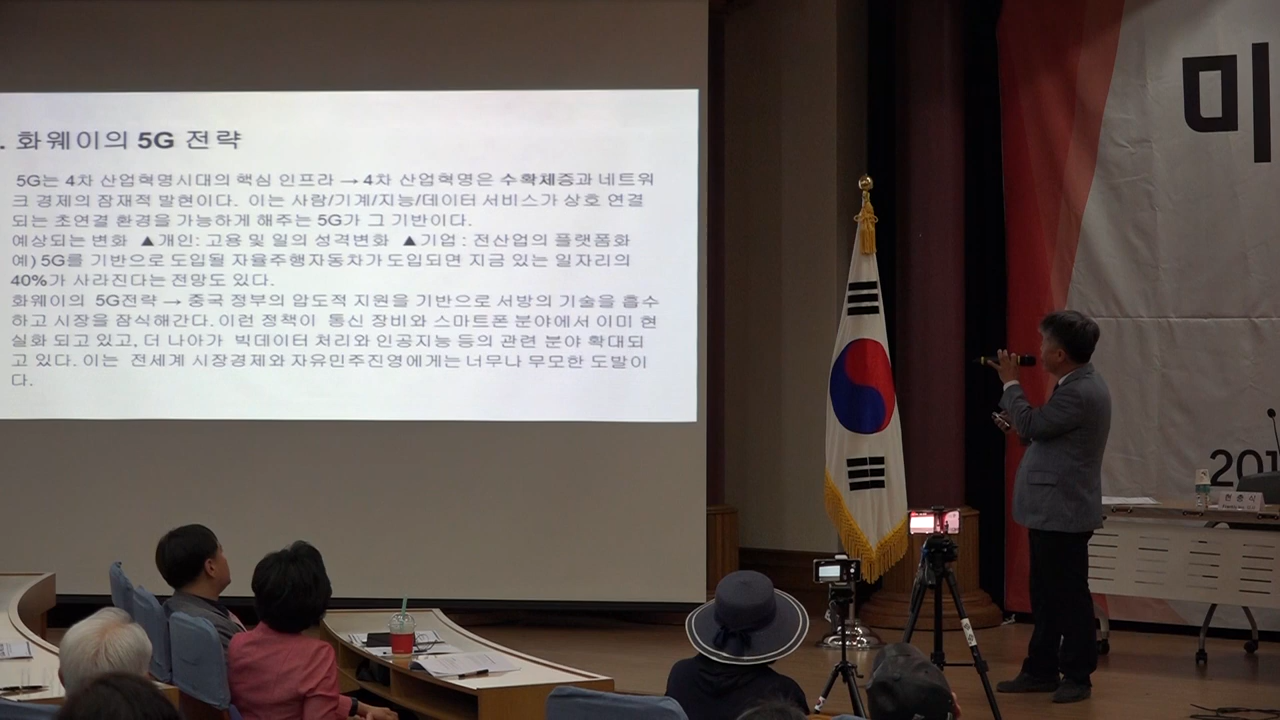 . 화웨이의 5G 전략
5G는 4차 산업혁명시대의 핵심 인프라 → 4차 산업혁명은 수확체증과 네트워
크 경제의 잠재적 발현이다. 이는 사람/기계/지능/데이터 서비스가 상호 연결
되는 초연결 환경을 가능하게 해주는 5G가 그 기반이다.
예상되는 변화 ▲개인: 고용 및 일의 성격변화 ▲기업 : 전산업의 플랫폼화
예) 5G를 기반으로 도입될 자율주행자동차가 도입되면 지금 있는 일자리의
40%가 사라진다는 전망도 있다.
화웨이의 5G전략 → 중국 정부의 압도적 지원을 기반으로 서방의 기술을 흡수
하고 시장을 잠식해간다. 이런 정책이 통신 장비와 스마트폰 분야에서 이미 현
실화 되고 있고, 더 나아가 빅데이터 처리와 인공지능 등의 관련 분야 확대되
고 있다. 이는 전세계 시장경제와 자유민주진영에게는 너무나 무모한 도발이
다.
미
201